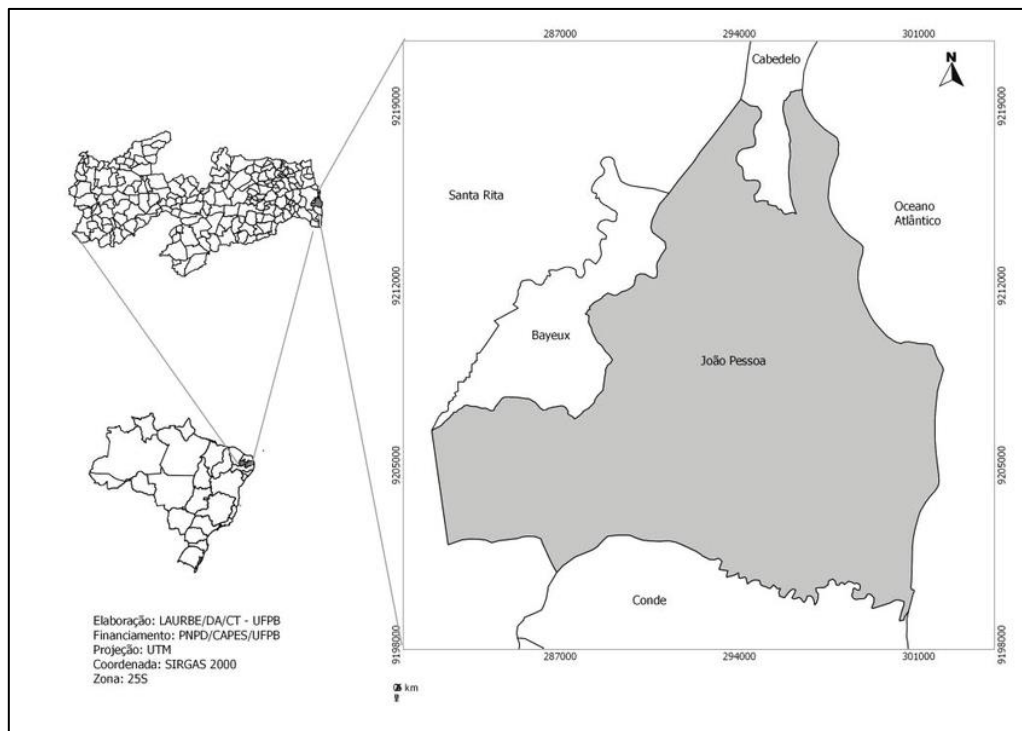 287000
294000
301000
Cabedelo
N
9219000
9219000
Santa Rita
Oceano
Atlântico
9212000
9212000
Bayeux
João Pessoa
9205000
9205000
Conde
9198000
9198000
287000
294000
301000
Elaboração: LAURBE/DA/CT - UFPB
Financiamento: PNPD/CAPES/UFPB
Projeção: UTM
Coordenada: SIRGAS 2000
Zona: 25S
km